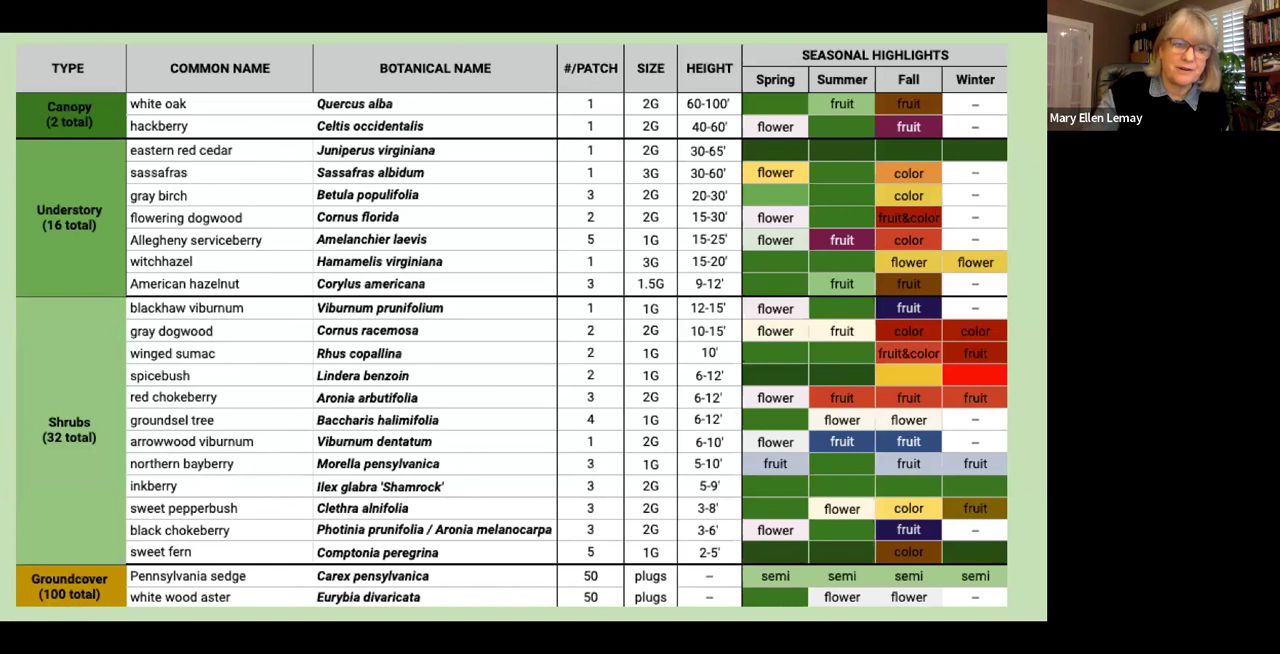 TYPE COMMON NAME BOTANICAL NAME #/PATCH SIZE HEIGHT SEASONAL HIGHLIGHTS
Spring Summer Fall Winter
Canopy (2 total)
white oak Quercus alba 1 2G 60-100' fruit fruit –
hackberry Celtis occidentalis 1 2G 40-60' flower fruit –
Understory (16 total)
eastern red cedar Juniperus virginiana 1 2G 30-65'
sassafras Sassafras albidum 1 3G 30-60' flower color –
gray birch Betula populifolia 3 2G 20-30' color –
flowering dogwood Cornus florida 2 2G 15-30' flower fruit&color –
Allegheny serviceberry Amelanchier laevis 5 1G 15-25' flower fruit color –
witchhazel Hamamelis virginiana 1 3G 15-20' flower flower
American hazelnut Corylus americana 3 1.5G 9-12' fruit fruit –
Shrubs (32 total)
blackhaw viburnum Viburnum prunifolium 1 1G 12-15' flower fruit –
gray dogwood Cornus racemosa 2 2G 10-15' flower fruit color color
winged sumac Rhus copallina 2 1G 10' fruit&color fruit
spicebush Lindera benzoin 2 1G 6-12'
red chokeberry Aronia arbutifolia 3 2G 6-12' flower fruit fruit fruit
groundsel tree Baccharis halimifolia 4 1G 6-12' flower flower –
arrowwood viburnum Viburnum dentatum 1 2G 6-10' flower fruit fruit –
northern bayberry Morella pensylvanica 3 1G 5-10' fruit fruit fruit
inkberry Ilex glabra 'Shamrock' 3 2G 5-9'
sweet pepperbush Clethra alnifolia 3 2G 3-8' flower color fruit
black chokeberry Photinia prunifolia / Aronia melanocarpa 3 2G 3-6' flower fruit –
sweet fern Comptonia peregrina 5 1G 2-5' color
Groundcover (100 total)
Pennsylvania sedge Carex pensylvanica 50 plugs – semi semi semi semi
white wood aster Eurybia divaricata 50 plugs – flower flower –
Mary Ellen Lemay